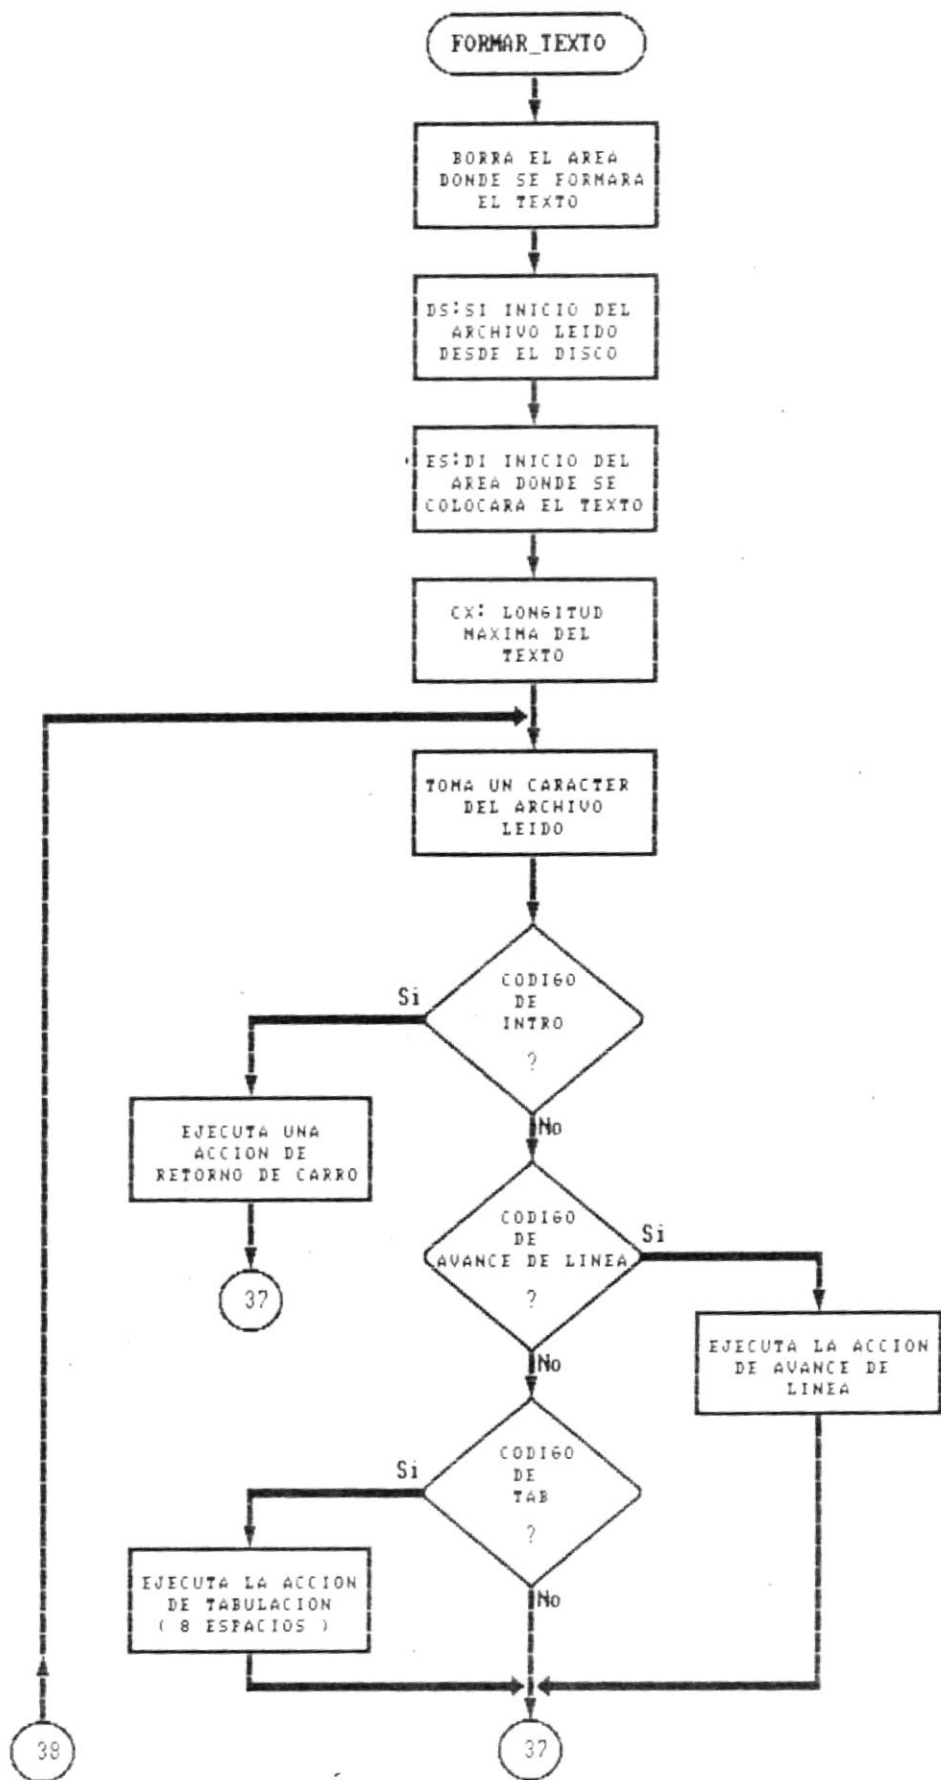 FORMAR_TEXTO
BORRA EL AREA
DONDE SE FORMARA
EL TEXTO
DS:SI INICIO DEL
ARCHIVO LEIDO
DESDE EL DISCO
ES:DI INICIO DEL
AREA DONDE SE
COLOCARA EL TEXTO
CX: LONGITUD
MAXIMA DEL
TEXTO
TOMA UN CARACTER
DEL ARCHIVO
LEIDO
CODIGO
DE
INTRO
?
Si
No
EJECUTA UNA
ACCION DE
RETORNO DE CARRO
37
CODIGO
DE
AVANCE DE LINEA
?
Si
No
EJECUTA LA ACCION
DE AVANCE DE
LINEA
CODIGO
DE
TAB
?
Si
No
EJECUTA LA ACCION
DE TABULACION
( 8 ESPACIOS )
38
37